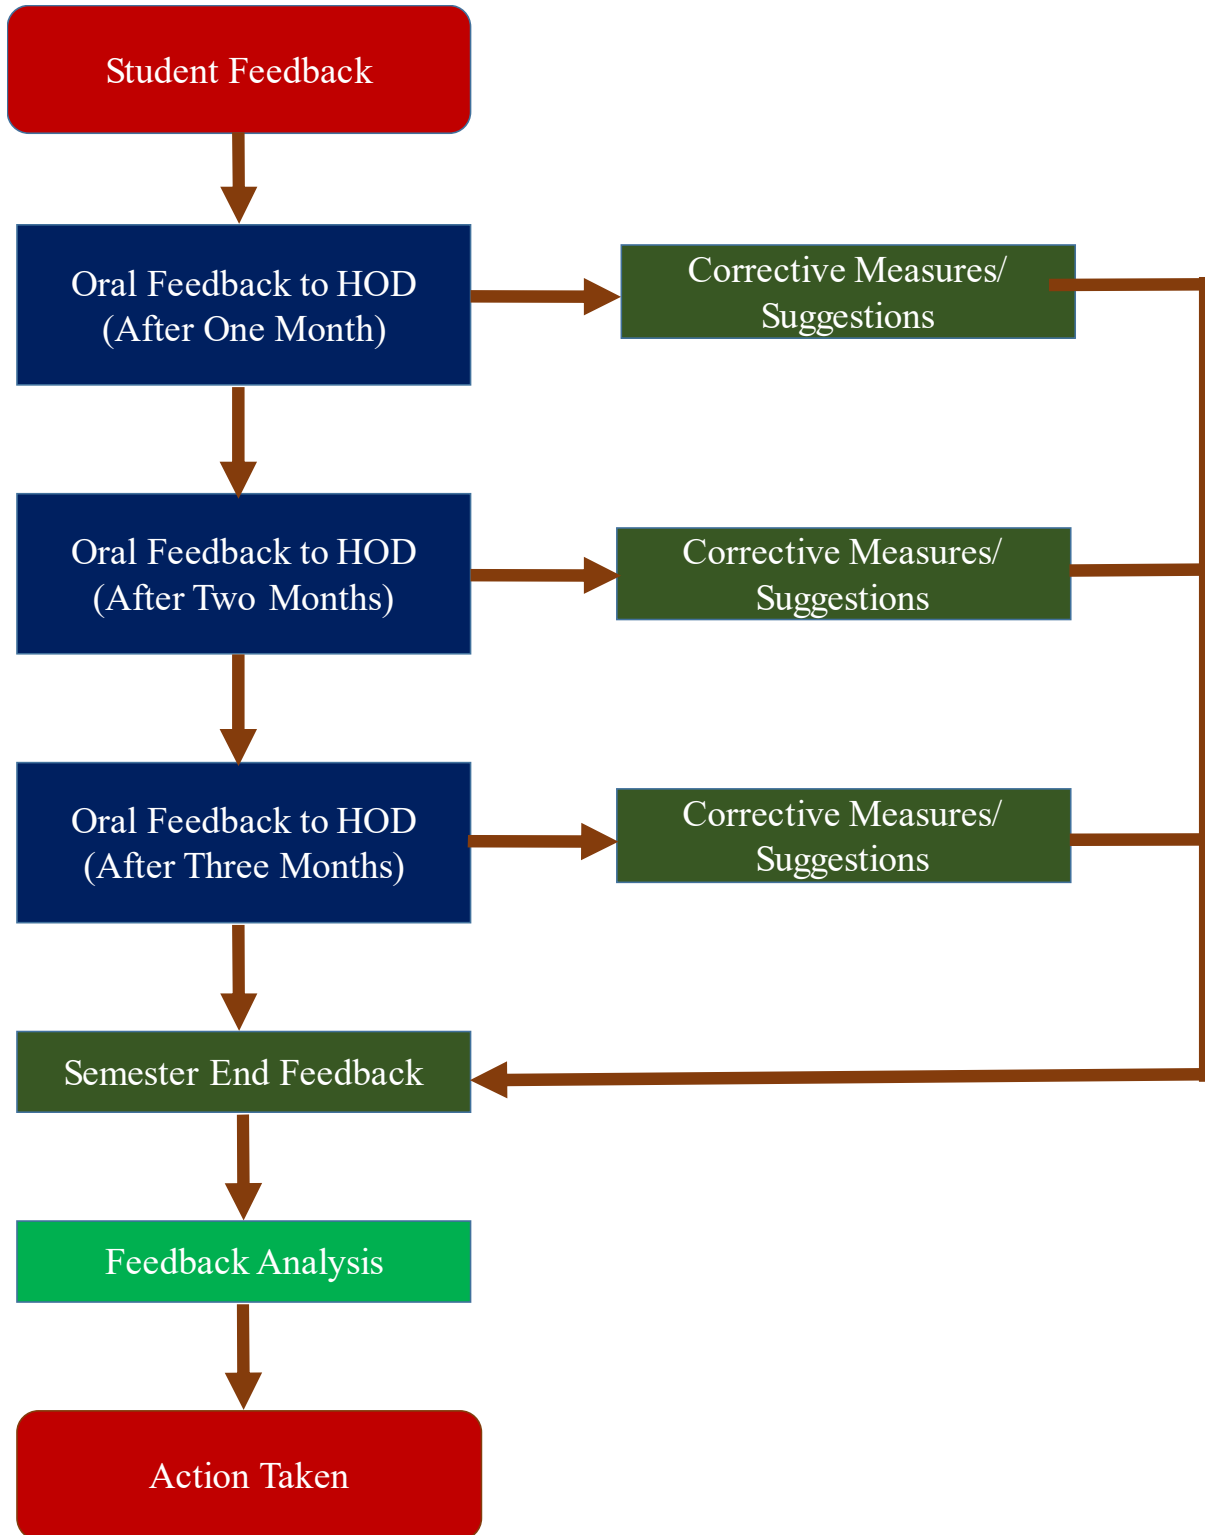 Student Feedback
Oral Feedback to HOD
(After One Month)
Corrective Measures/
Suggestions
Oral Feedback to HOD
(After Two Months)
Corrective Measures/
Suggestions
Oral Feedback to HOD
(After Three Months)
Corrective Measures/
Suggestions
Semester End Feedback
Feedback Analysis
Action Taken